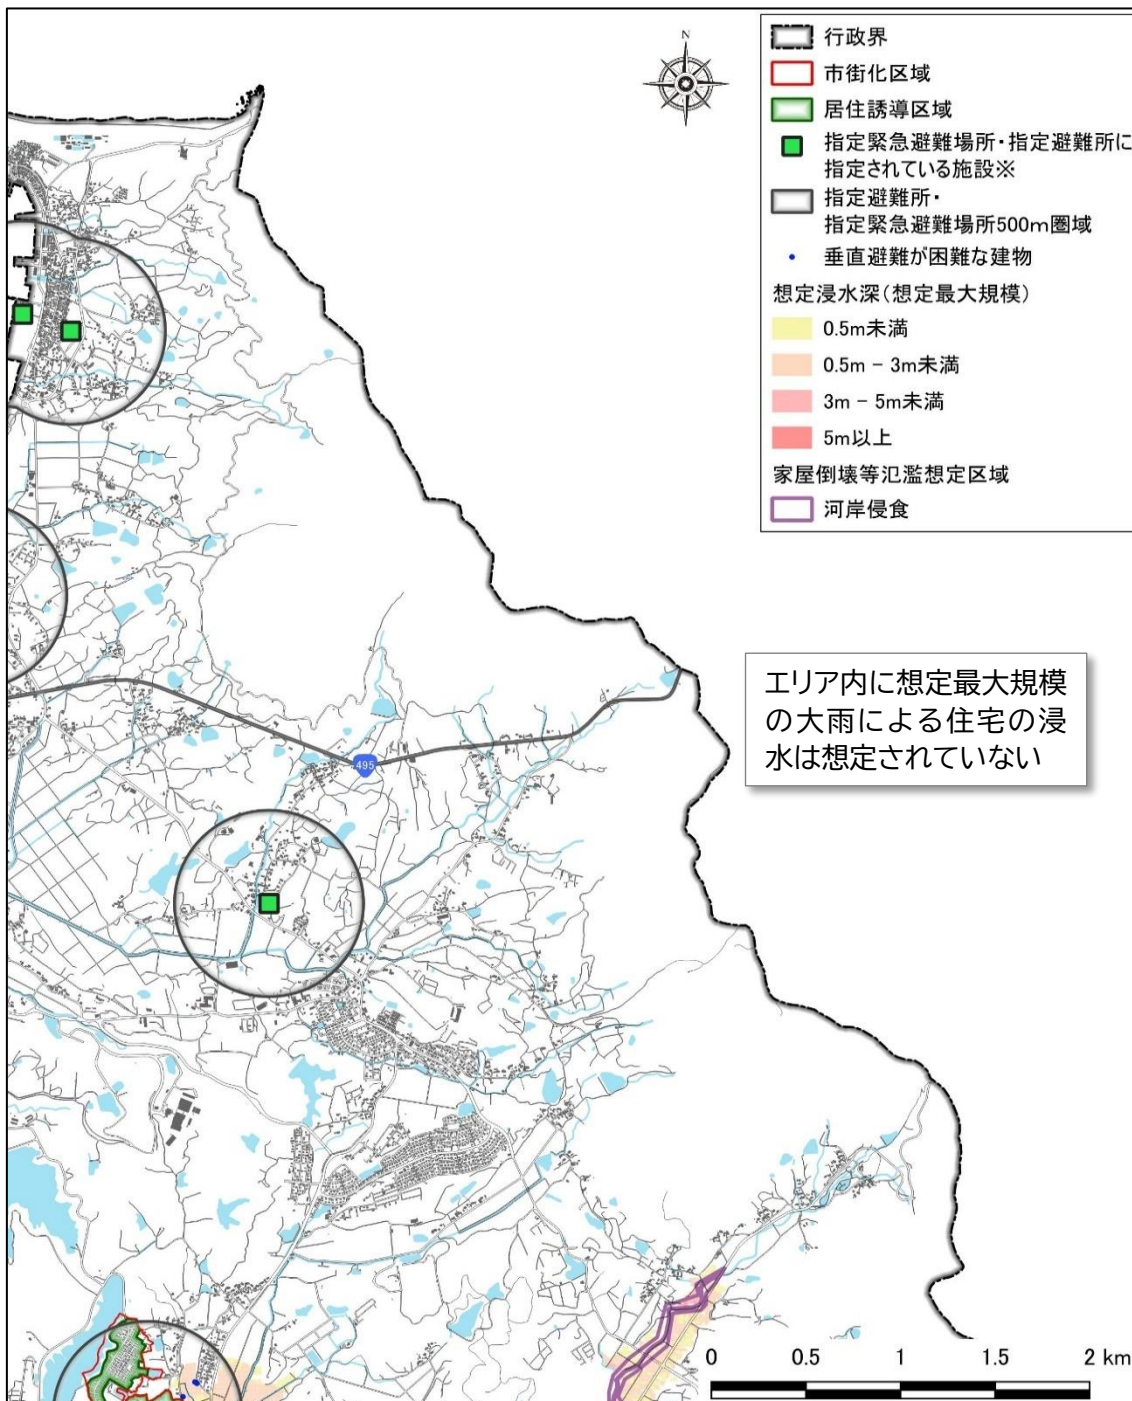 N
行政界
市街化区域
居住誘導区域
指定緊急避難場所・指定避難所に
指定されている施設※
指定避難所・
指定緊急避難場所500m圏域
垂直避難が困難な建物
想定浸水深(想定最大規模)
0.5m未満
0.5m - 3m未満
3m - 5m未満
5m以上
家屋倒壊等氾濫想定区域
河岸侵食
エリア内に想定最大規模
の大雨による住宅の浸
水は想定されていない
495
0 0.5 1 1.5 2 km